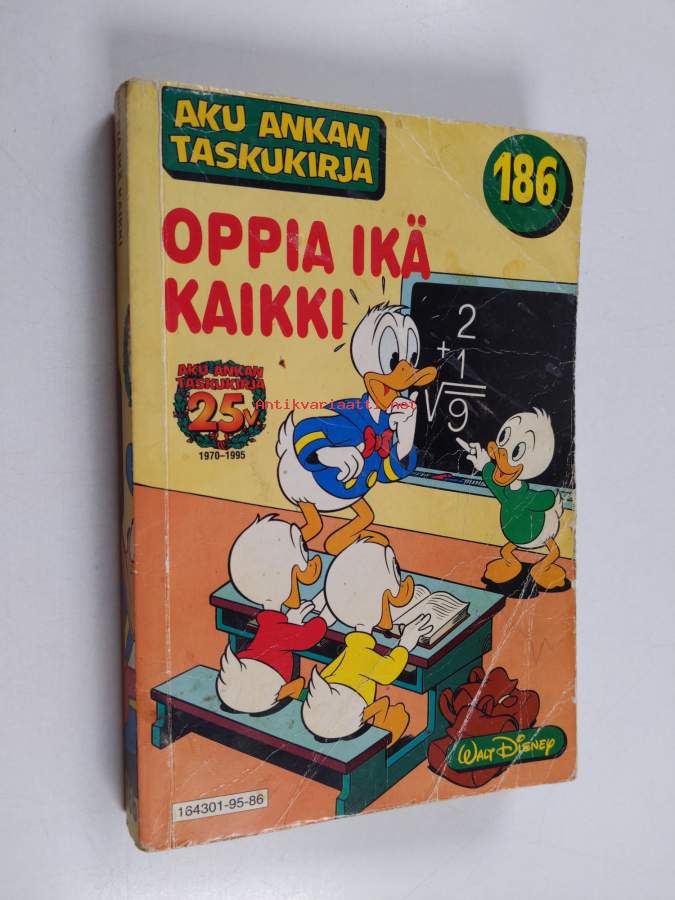 AKU ANKAN
TASKUKIRJA
186
OPPIA IKÄ
KAIKKI
AKU ANKAN
TASKUKIRJA
25v
1970-1995
Antikvariaatti.net
2
+1
√9
WALT DISNEY
164301-95-86